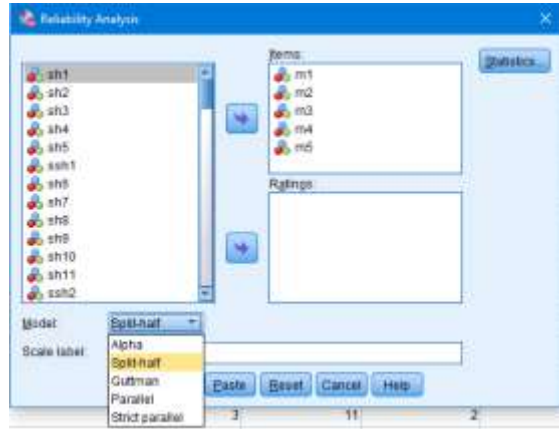 Reliability Analysis
Items:
Statistics...
sh1
sh2
sh3
sh4
sh5
ssh1
sh6
sh7
sh8
sh9
sh10
sh11
ssh2
m1
m2
m3
m4
m5
Ratings:
Model:
Split-half
Alpha
Split-half
Guttman
Parallel
Strict parallel
Scale label:
Paste
Reset
Cancel
Help
3
11
2